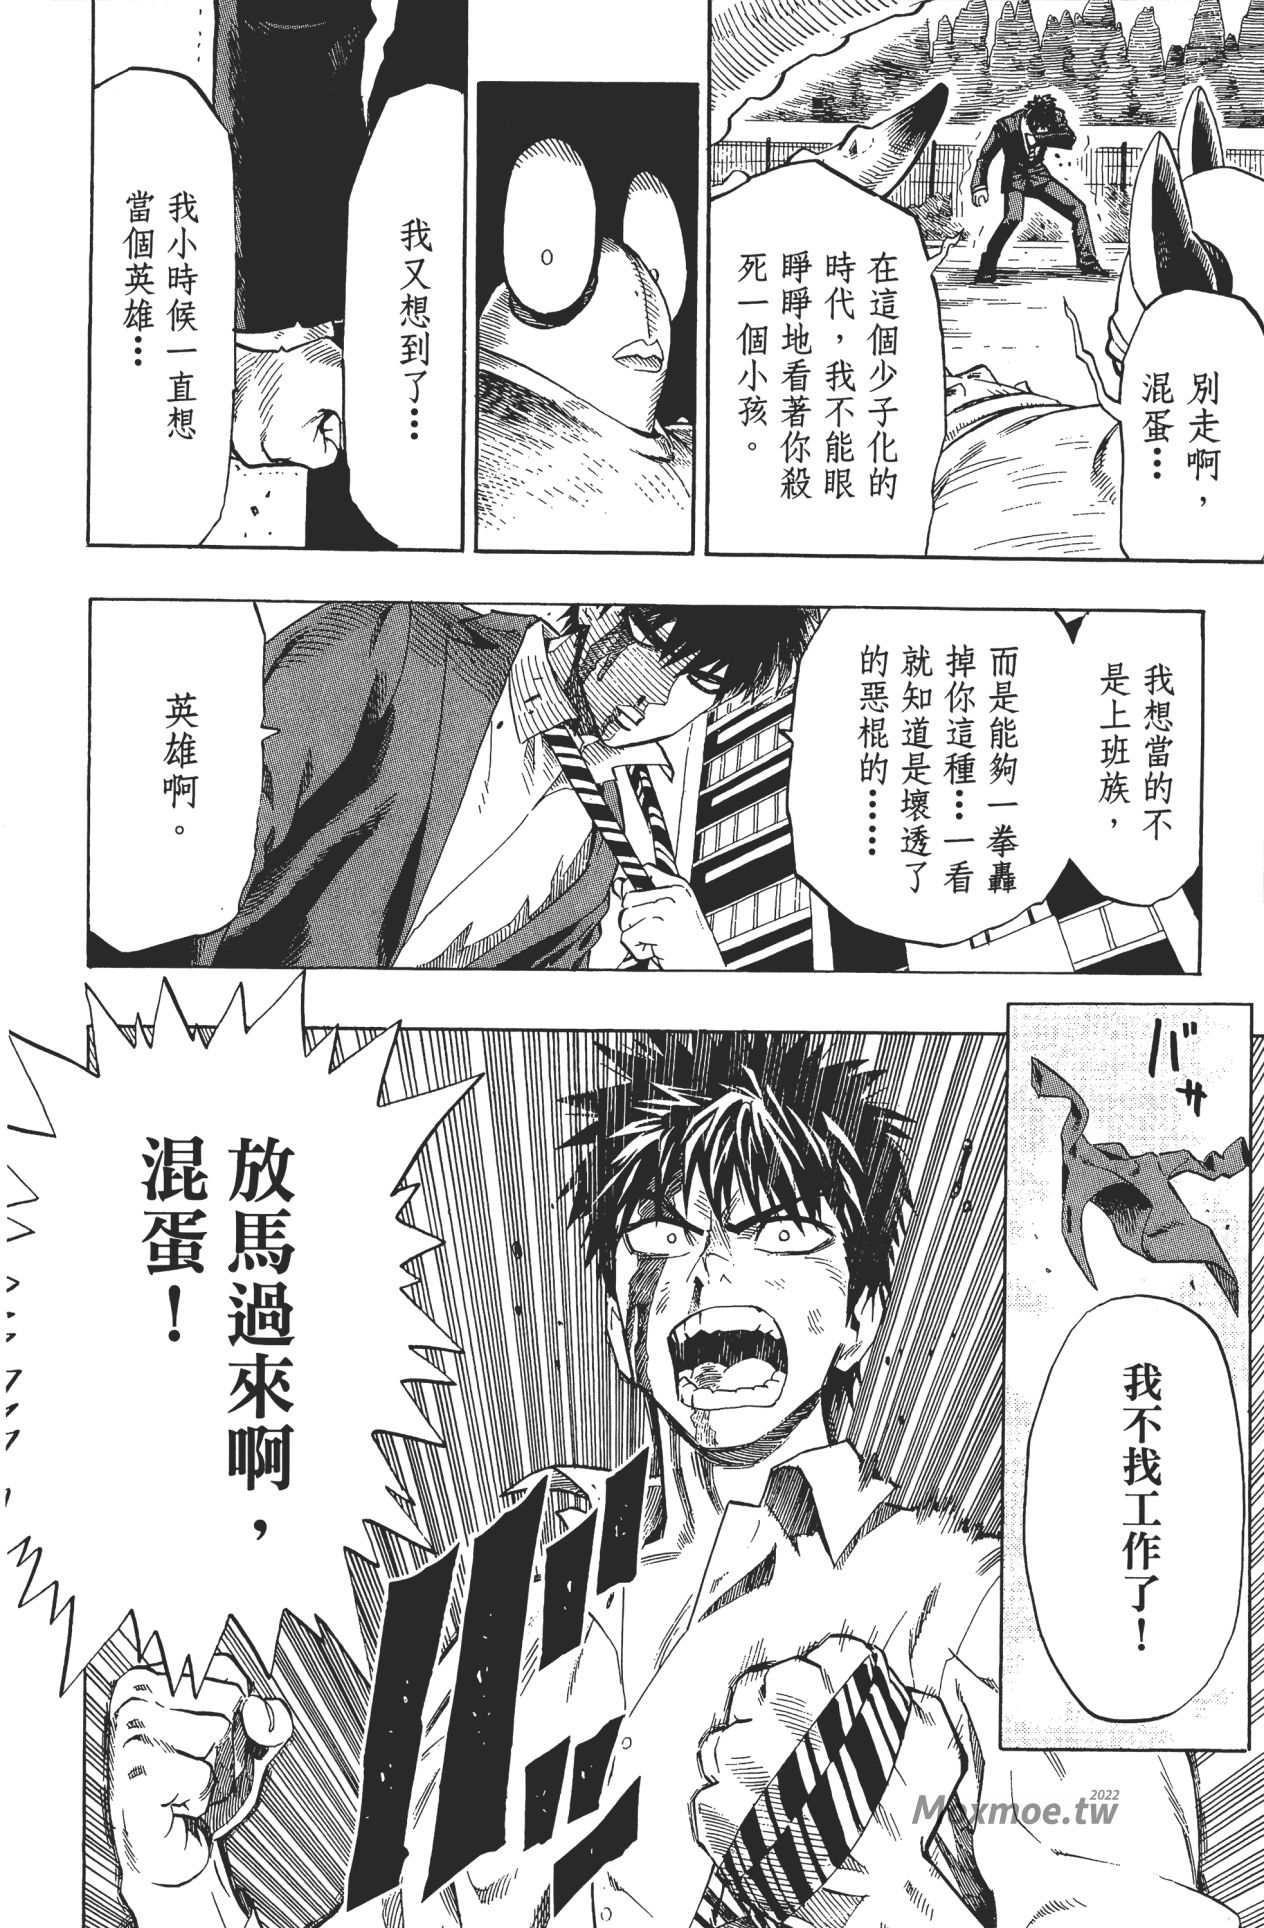 別走啊，
混蛋⋯
在這個少子化的
時代，我不能眼
睜睜地看著你殺
死一個小孩。
我又想到了⋯
我小時候一直想
當個英雄⋯
我想當的不
是上班族，
而是能夠一拳轟
掉你這種⋯一看
就知道是壞透了
的惡棍的⋯⋯
英雄啊。
バサ
我不找工作了！
放馬過來啊，
混蛋！
2022
Moxmoe.tw